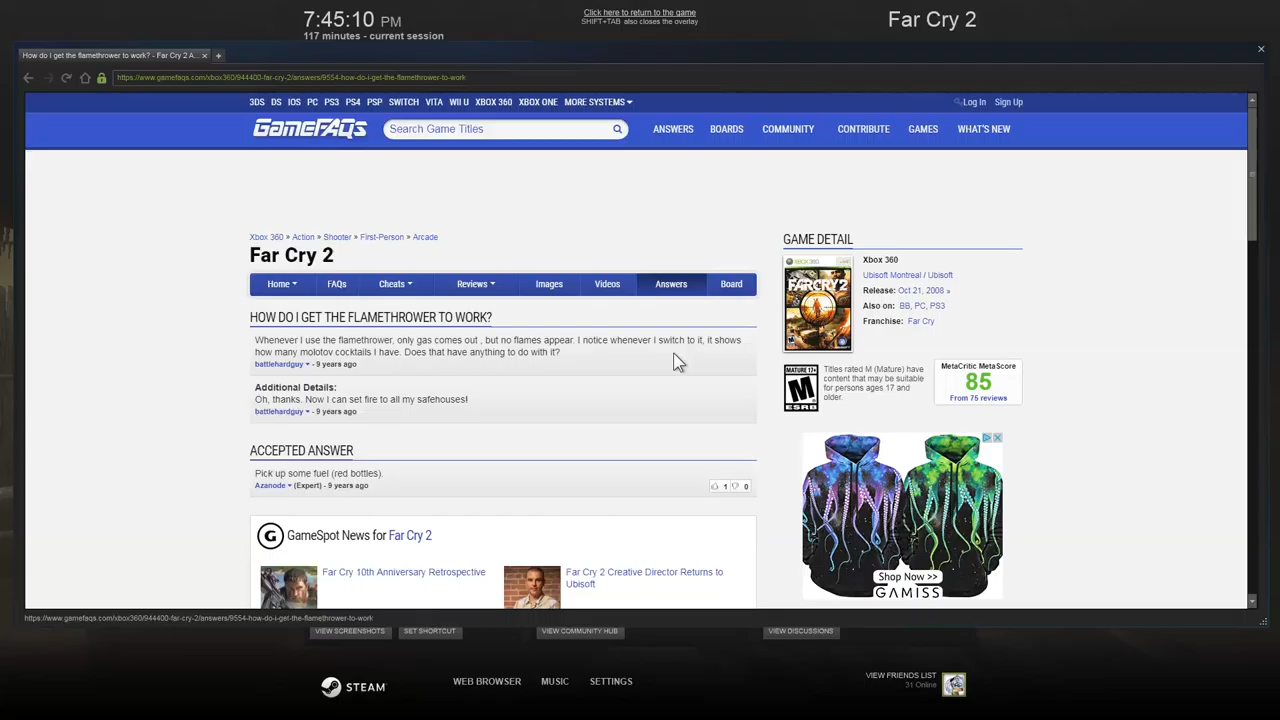 7:45:10 PM
117 minutes - current session
Click here to return to the game
SHIFT+TAB also closes the overlay
Far Cry 2
How do I get the flamethrower to work? - Far Cry 2 A...
https://www.gamefaqs.com/xbox360/944400-far-cry-2/answers/9554-how-do-i-get-the-flamethrower-to-work
3DS DS IOS PC PS3 PS4 PSP SWITCH VITA WII U XBOX 360 XBOX ONE MORE SYSTEMS
Log In Sign Up
GameFAQs
Search Game Titles
ANSWERS BOARDS COMMUNITY CONTRIBUTE GAMES WHAT'S NEW
Xbox 360 » Action » Shooter » First-Person » Arcade
Far Cry 2
Home FAQs Cheats Reviews Images Videos Answers Board
HOW DO I GET THE FLAMETHROWER TO WORK?
Whenever I use the flamethrower, only gas comes out , but no flames appear. I notice whenever I switch to it, it shows
how many molotov cocktails I have. Does that have anything to do with it?
battlehardguy - 9 years ago
Additional Details:
Oh, thanks. Now I can set fire to all my safehouses!
battlehardguy - 9 years ago
ACCEPTED ANSWER
Pick up some fuel (red bottles).
Azanode (Expert) - 9 years ago
1 0
G GameSpot News for Far Cry 2
Far Cry 10th Anniversary Retrospective
Far Cry 2 Creative Director Returns to
Ubisoft
GAME DETAIL
XBOX 360
FARCRY2
Xbox 360
Ubisoft Montreal / Ubisoft
Release: Oct 21, 2008 »
Also on: BB, PC, PS3
Franchise: Far Cry
MATURE 17+
M
ESRB
Titles rated M (Mature) have
content that may be suitable
for persons ages 17 and
older.
MetaCritic MetaScore
85
From 75 reviews
Shop Now >>
GAMISS
https://www.gamefaqs.com/xbox360/944400-far-cry-2/answers/9554-how-do-i-get-the-flamethrower-to-work
VIEW SCREENSHOTS SET SHORTCUT VIEW COMMUNITY HUB VIEW DISCUSSIONS
STEAM
WEB BROWSER MUSIC SETTINGS
VIEW FRIENDS LIST
31 Online